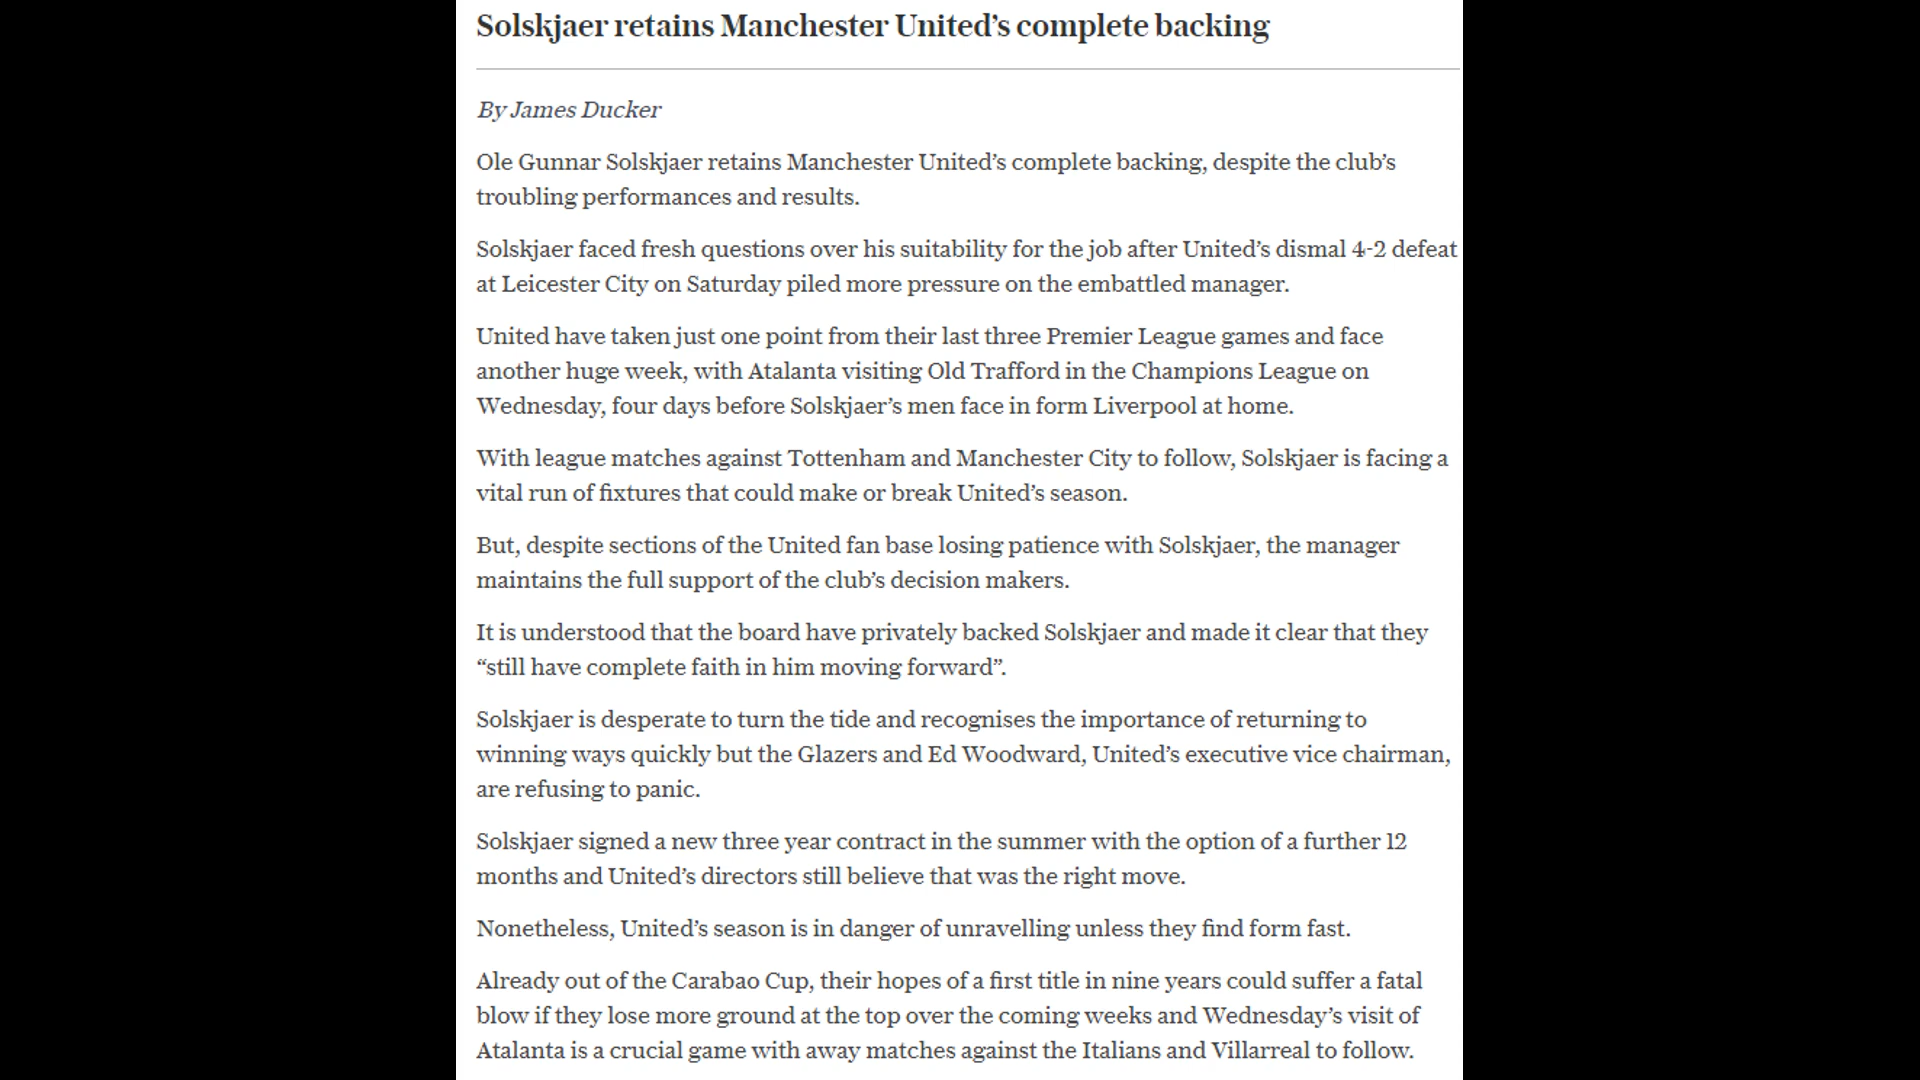 Solskjaer retains Manchester United’s complete backing
By James Ducker
Ole Gunnar Solskjaer retains Manchester United’s complete backing, despite the club’s
troubling performances and results.
Solskjaer faced fresh questions over his suitability for the job after United’s dismal 4-2 defeat
at Leicester City on Saturday piled more pressure on the embattled manager.
United have taken just one point from their last three Premier League games and face
another huge week, with Atalanta visiting Old Trafford in the Champions League on
Wednesday, four days before Solskjaer’s men face in form Liverpool at home.
With league matches against Tottenham and Manchester City to follow, Solskjaer is facing a
vital run of fixtures that could make or break United’s season.
But, despite sections of the United fan base losing patience with Solskjaer, the manager
maintains the full support of the club’s decision makers.
It is understood that the board have privately backed Solskjaer and made it clear that they
“still have complete faith in him moving forward”.
Solskjaer is desperate to turn the tide and recognises the importance of returning to
winning ways quickly but the Glazers and Ed Woodward, United’s executive vice chairman,
are refusing to panic.
Solskjaer signed a new three year contract in the summer with the option of a further 12
months and United’s directors still believe that was the right move.
Nonetheless, United’s season is in danger of unravelling unless they find form fast.
Already out of the Carabao Cup, their hopes of a first title in nine years could suffer a fatal
blow if they lose more ground at the top over the coming weeks and Wednesday’s visit of
Atalanta is a crucial game with away matches against the Italians and Villarreal to follow.